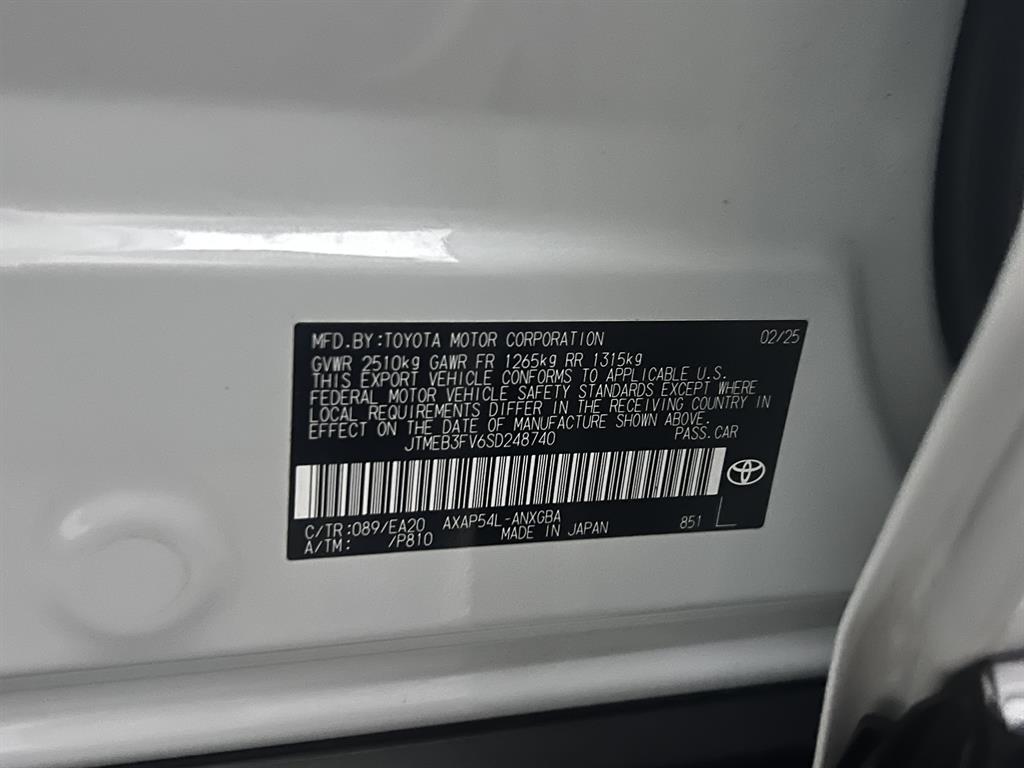 MFD.BY:TOYOTA MOTOR CORPORATION 02/25
GVWR 2510kg GAWR FR 1265kg RR 1315kg
THIS EXPORT VEHICLE CONFORMS TO APPLICABLE U.S.
FEDERAL MOTOR VEHICLE SAFETY STANDARDS EXCEPT WHERE
LOCAL REQUIREMENTS DIFFER IN THE RECEIVING COUNTRY IN
EFFECT ON THE DATE OF MANUFACTURE SHOWN ABOVE.
JTMEB3FV6SD248740 PASS.CAR
C/TR:089/EA20 AXAP54L-ANXGBA 851
A/TM: /P810 MADE IN JAPAN